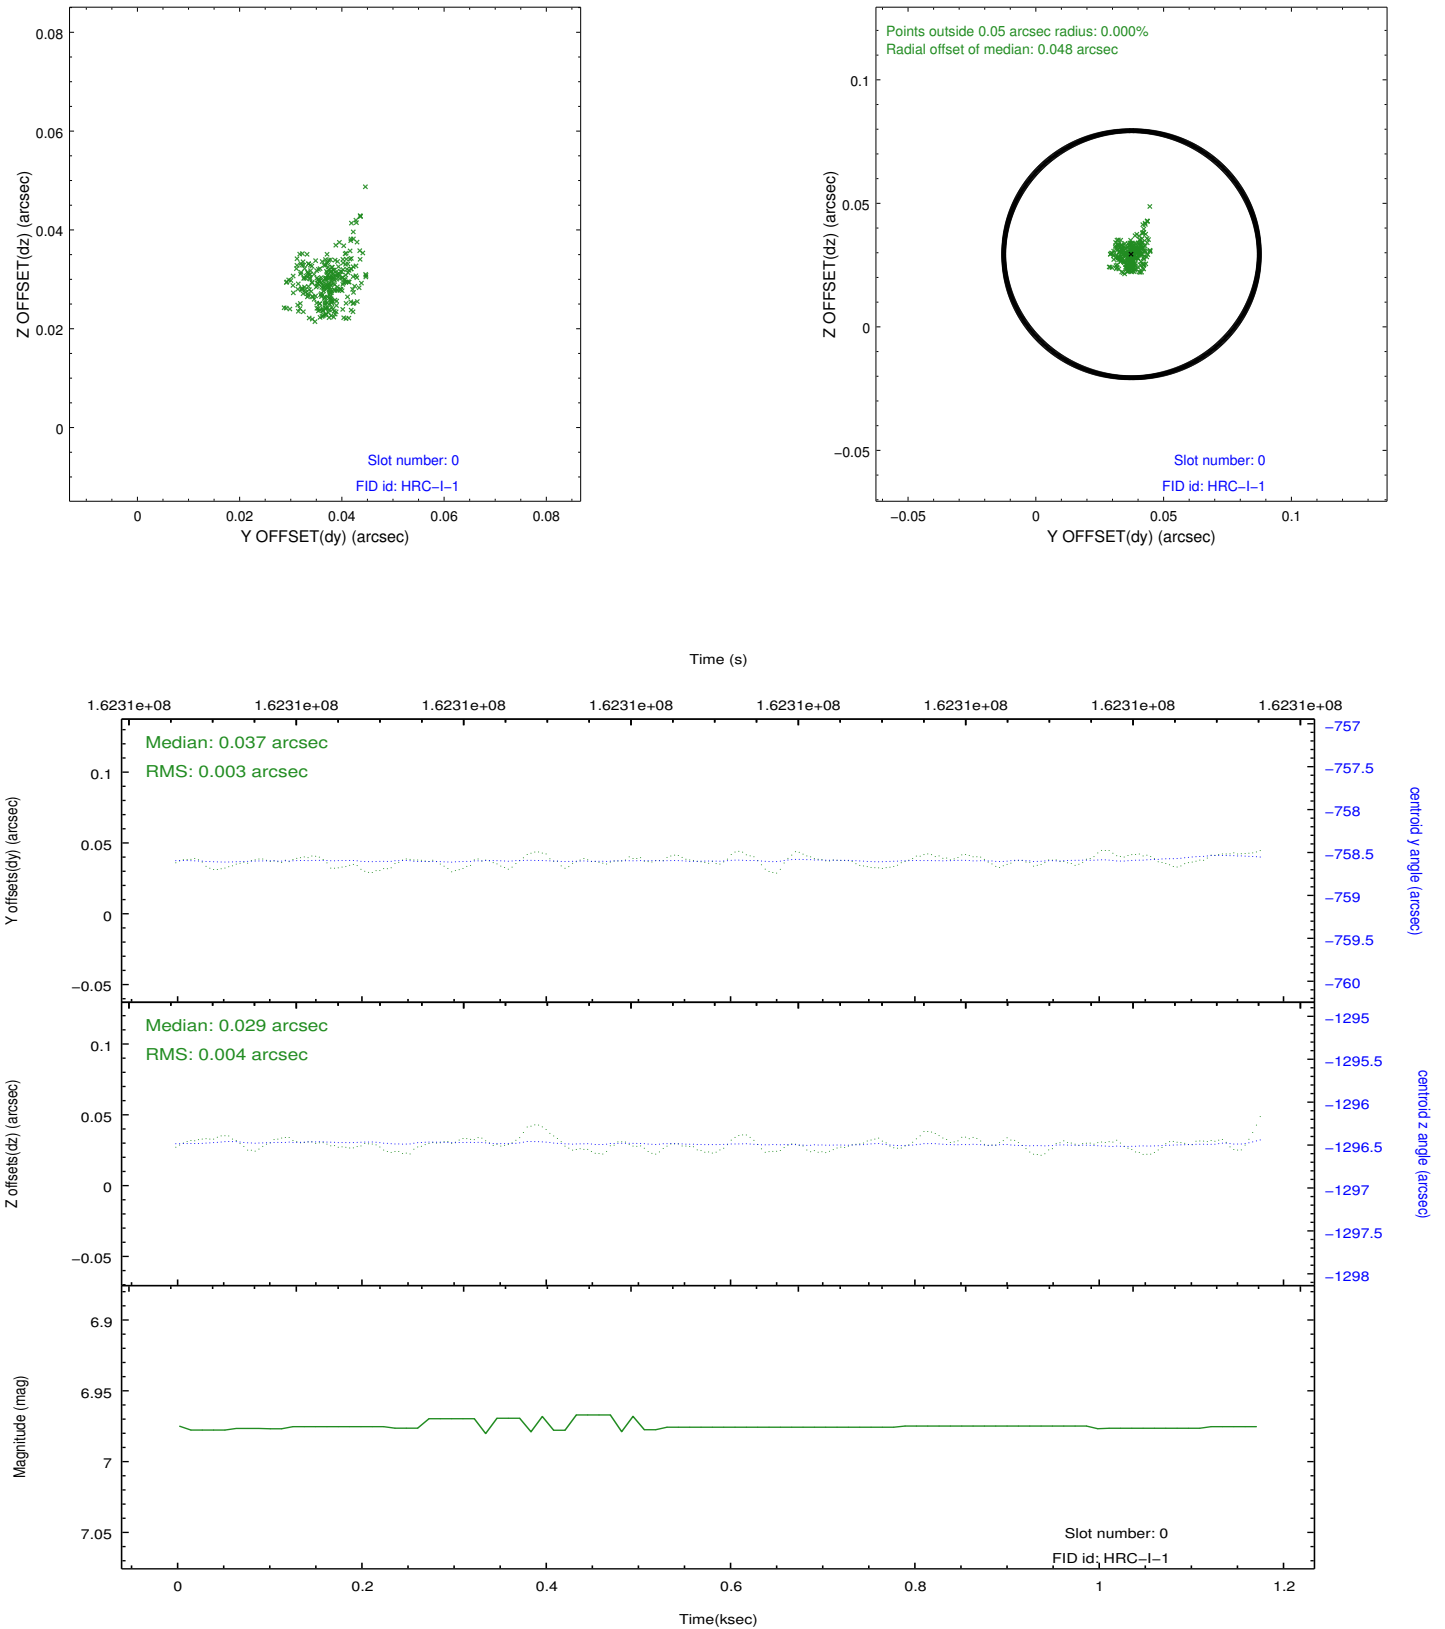 0.08
0.06
0.04
0.02
0
Z OFFSET(dz) (arcsec)
Slot number: 0
FID id: HRC−I−1
0 0.02 0.04 0.06 0.08
Y OFFSET(dy) (arcsec)
Points outside 0.05 arcsec radius: 0.000%
Radial offset of median: 0.048 arcsec
0.1
0.05
0
−0.05
Z OFFSET(dz) (arcsec)
Slot number: 0
FID id: HRC−I−1
−0.05 0 0.05 0.1
Y OFFSET(dy) (arcsec)
Time (s)
1.6231e+08 1.6231e+08 1.6231e+08 1.6231e+08 1.6231e+08 1.6231e+08 1.6231e+08 1.6231e+08
Median: 0.037 arcsec
RMS: 0.003 arcsec
0.1
0.05
0
−0.05
Y offsets(dy) (arcsec)
−757
−757.5
−758
−758.5
−759
−759.5
−760
centroid y angle (arcsec)
Median: 0.029 arcsec
RMS: 0.004 arcsec
0.1
0.05
0
−0.05
Z offsets(dz) (arcsec)
−1295
−1295.5
−1296
−1296.5
−1297
−1297.5
−1298
centroid z angle (arcsec)
6.9
6.95
7
7.05
Magnitude (mag)
Slot number: 0
FID id: HRC−I−1
0 0.2 0.4 0.6 0.8 1 1.2
Time(ksec)